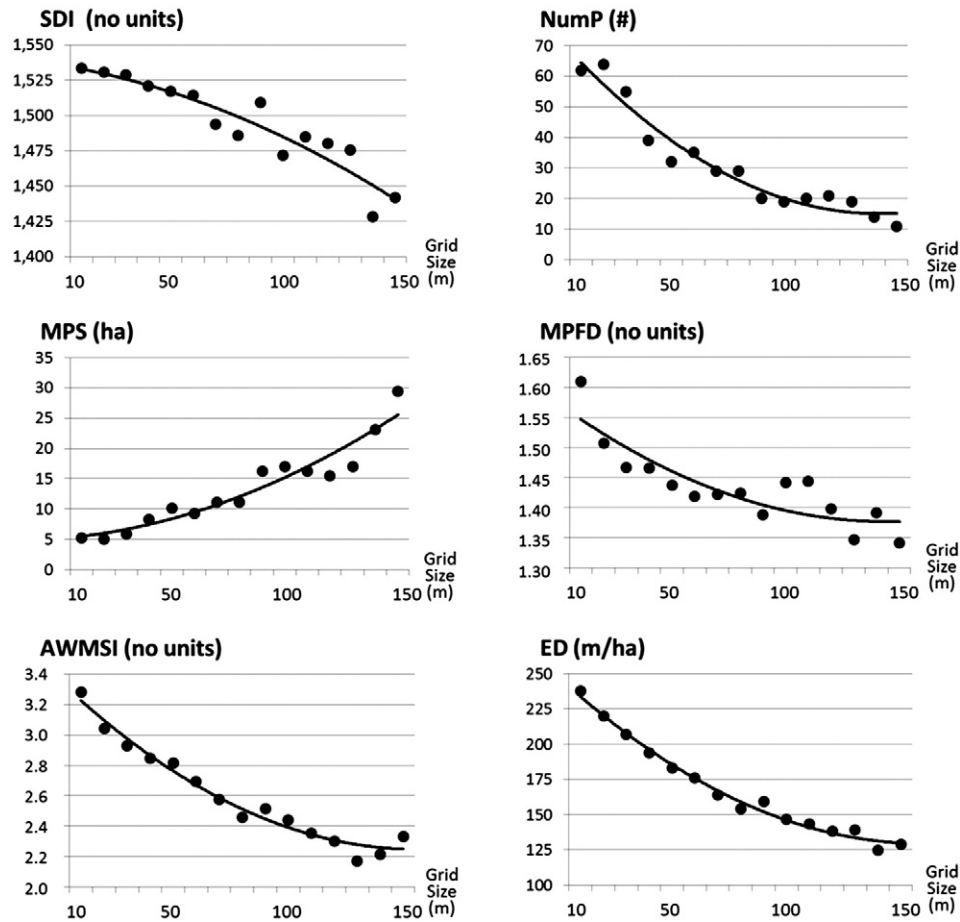 SDI (no units)
1,550
1,525
1,500
1,475
1,450
1,425
1,400
10 50 100 150
Grid
Size
(m)
NumP (#)
70
60
50
40
30
20
10
0
10 50 100 150
Grid
Size
(m)
MPS (ha)
35
30
25
20
15
10
5
0
10 50 100 150
Grid
Size
(m)
MPFD (no units)
1.65
1.60
1.55
1.50
1.45
1.40
1.35
1.30
10 50 100 150
Grid
Size
(m)
AWMSI (no units)
3.4
3.2
3.0
2.8
2.6
2.4
2.2
2.0
10 50 100 150
Grid
Size
(m)
ED (m/ha)
250
225
200
175
150
125
100
10 50 100 150
Grid
Size
(m)